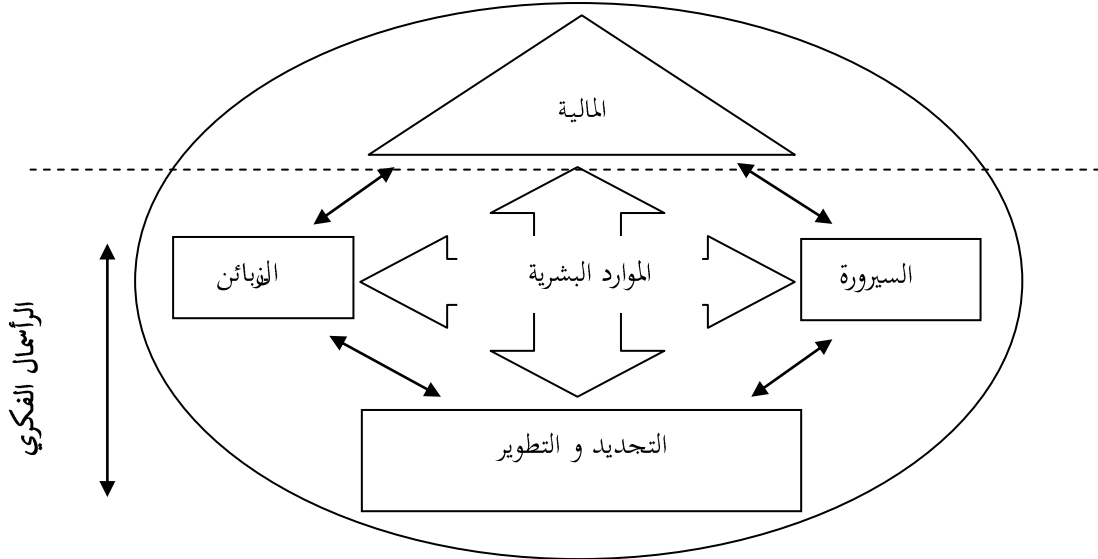 المالية
السيرورة
الموارد البشرية
الزبائن
التجديد و التطوير
الرأسمال الفكري